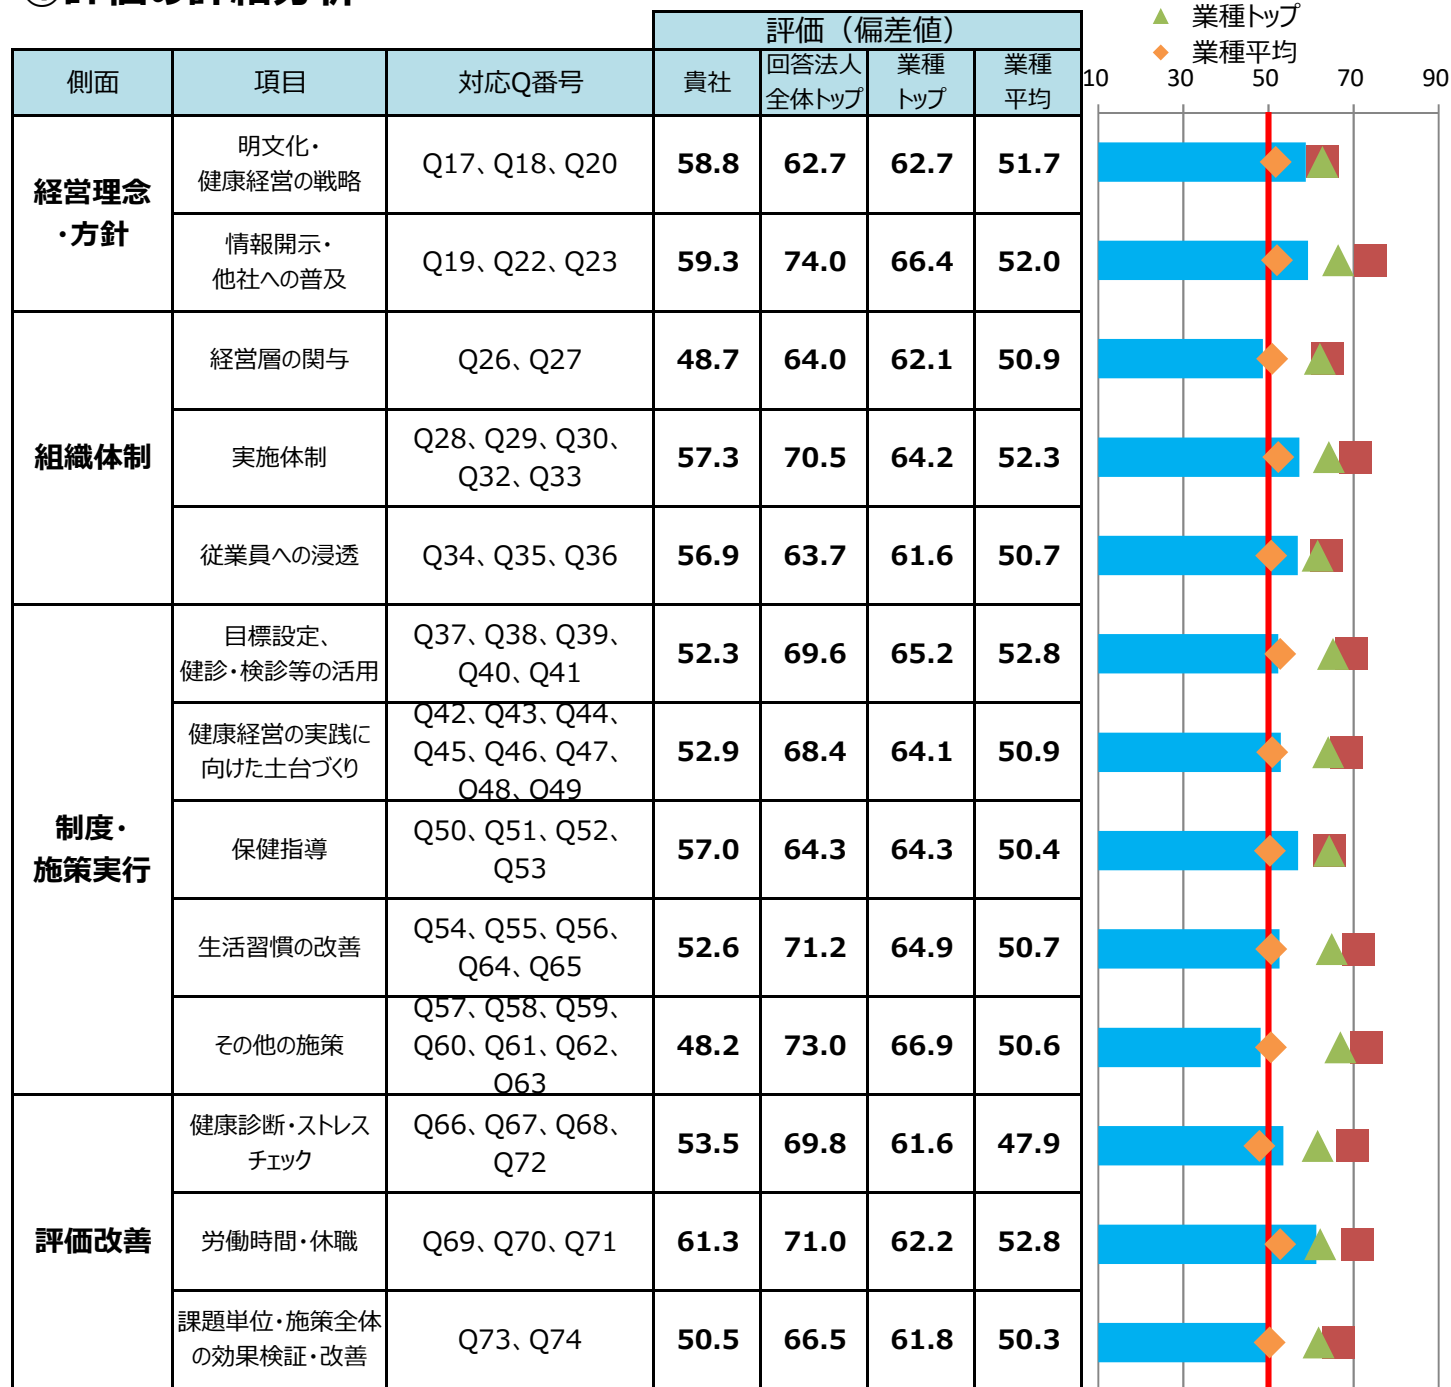 評価（偏差値）
▲ 業種トップ
◆ 業種平均
側面 項目 対応Q番号 貴社 回答法人 業種 業種
全体トップ トップ 平均
10 30 50 70 90
経営理念
・方針
明文化・
健康経営の戦略
Q17、Q18、Q20 58.8 62.7 62.7 51.7
情報開示・
他社への普及
Q19、Q22、Q23 59.3 74.0 66.4 52.0
組織体制
経営層の関与 Q26、Q27 48.7 64.0 62.1 50.9
実施体制
Q28、Q29、Q30、
Q32、Q33
57.3 70.5 64.2 52.3
従業員への浸透 Q34、Q35、Q36 56.9 63.7 61.6 50.7
制度・
施策実行
目標設定、
健診・検診等の活用
Q37、Q38、Q39、
Q40、Q41
52.3 69.6 65.2 52.8
健康経営の実践に
向けた土台づくり
Q42、Q43、Q44、
Q45、Q46、Q47、
Q48、Q49
52.9 68.4 64.1 50.9
保健指導
Q50、Q51、Q52、
Q53
57.0 64.3 64.3 50.4
生活習慣の改善
Q54、Q55、Q56、
Q64、Q65
52.6 71.2 64.9 50.7
その他の施策
Q57、Q58、Q59、
Q60、Q61、Q62、
Q63
48.2 73.0 66.9 50.6
評価改善
健康診断・ストレス
チェック
Q66、Q67、Q68、
Q72
53.5 69.8 61.6 47.9
労働時間・休職 Q69、Q70、Q71 61.3 71.0 62.2 52.8
課題単位・施策全体
の効果検証・改善
Q73、Q74 50.5 66.5 61.8 50.3